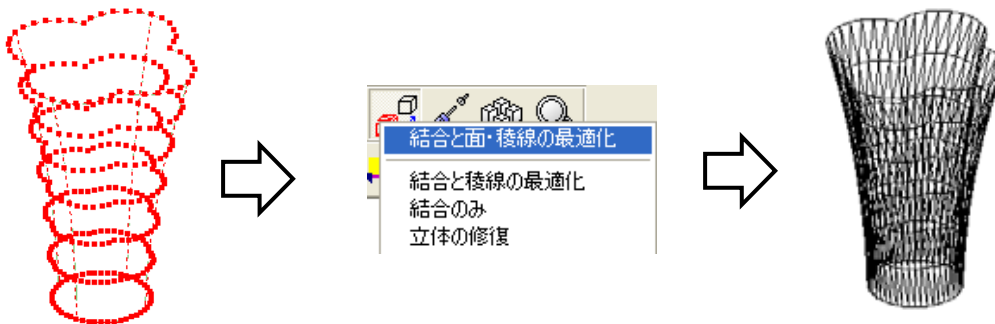 結合と面・稜線の最適化
結合と稜線の最適化
結合のみ
立体の修復